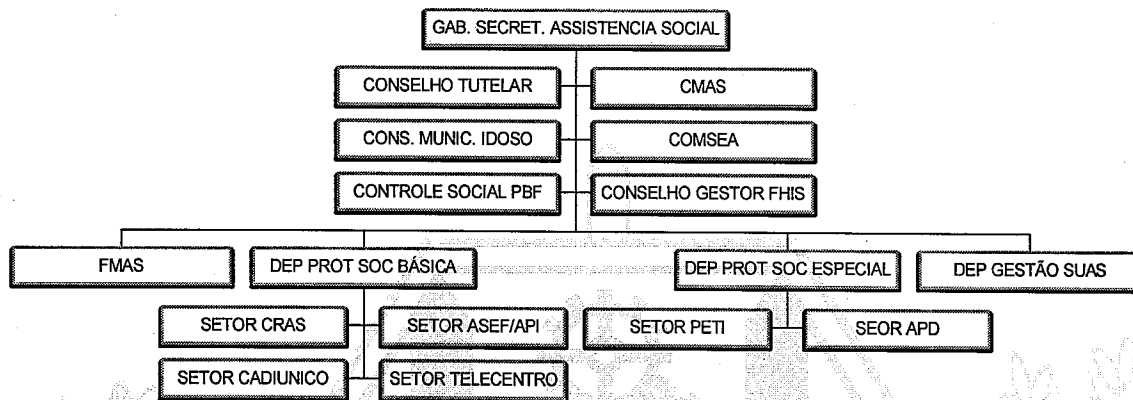 GAB. SECRET. ASSISTENCIA SOCIAL
CONSELHO TUTELAR
CMAS
CONS. MUNIC. IDOSO
COMSEA
CONTROLE SOCIAL PBF
CONSELHO GESTOR FHIS
FMAS
DEP PROT SOC BÁSICA
DEP PROT SOC ESPECIAL
DEP GESTÃO SUAS
SETOR CRAS
SETOR ASEF/API
SETOR PETI
SEOR APD
SETOR CADIUNICO
SETOR TELECENTRO